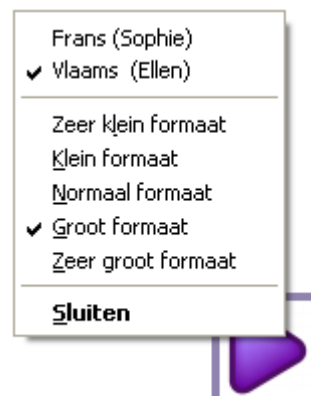 Frans (Sophie)
Vlaams (Ellen)
Zeer klein formaat
Klein formaat
Normaal formaat
Groot formaat
Zeer groot formaat
Sluiten